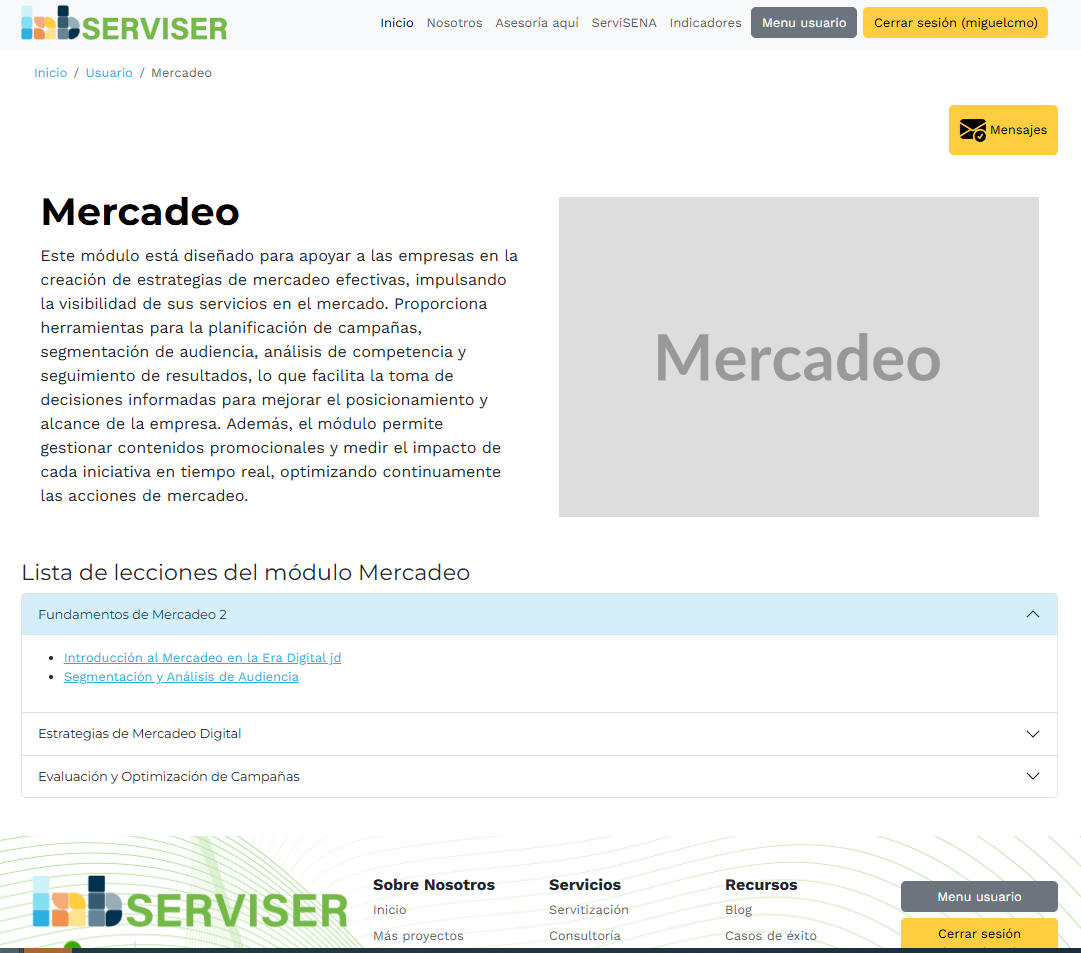 SERVISER
Inicio Nosotros Asesoría aquí ServiSENA Indicadores Menu usuario Cerrar sesión (miguelcmo)
Inicio / Usuario / Mercadeo
Mensajes
Mercadeo
Este módulo está diseñado para apoyar a las empresas en la
creación de estrategias de mercadeo efectivas, impulsando
la visibilidad de sus servicios en el mercado. Proporciona
herramientas para la planificación de campañas,
segmentación de audiencia, análisis de competencia y
seguimiento de resultados, lo que facilita la toma de
decisiones informadas para mejorar el posicionamiento y
alcance de la empresa. Además, el módulo permite
gestionar contenidos promocionales y medir el impacto de
cada iniciativa en tiempo real, optimizando continuamente
las acciones de mercadeo.
Mercadeo
Lista de lecciones del módulo Mercadeo
Fundamentos de Mercadeo 2
Introducción al Mercadeo en la Era Digital jd
Segmentación y Análisis de Audiencia
Estrategias de Mercadeo Digital
Evaluación y Optimización de Campañas
SERVISER
Sobre Nosotros
Inicio
Más proyectos
Servicios
Servitización
Consultoría
Recursos
Blog
Casos de éxito
Menu usuario
Cerrar sesión